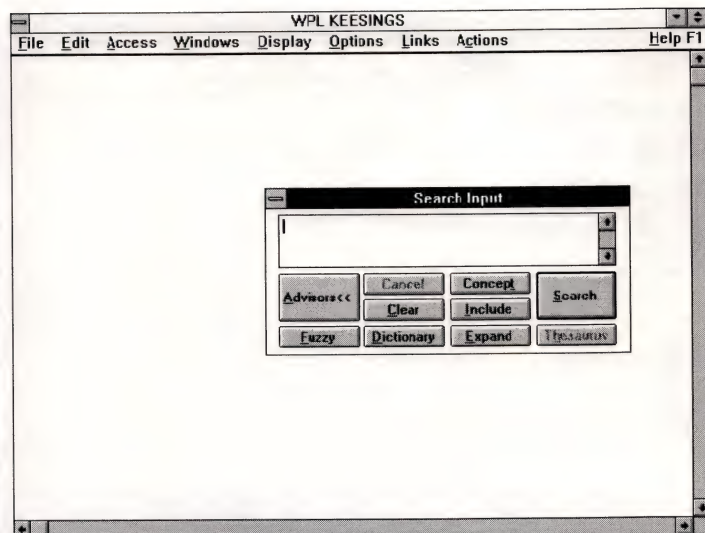 WPL KEESINGS
File Edit Access Windows Display Options Links Actions Help F1
Search Input
Advisors<< Cancel Concept Search
Clear Include
Fuzzy Dictionary Expand Thesaurus